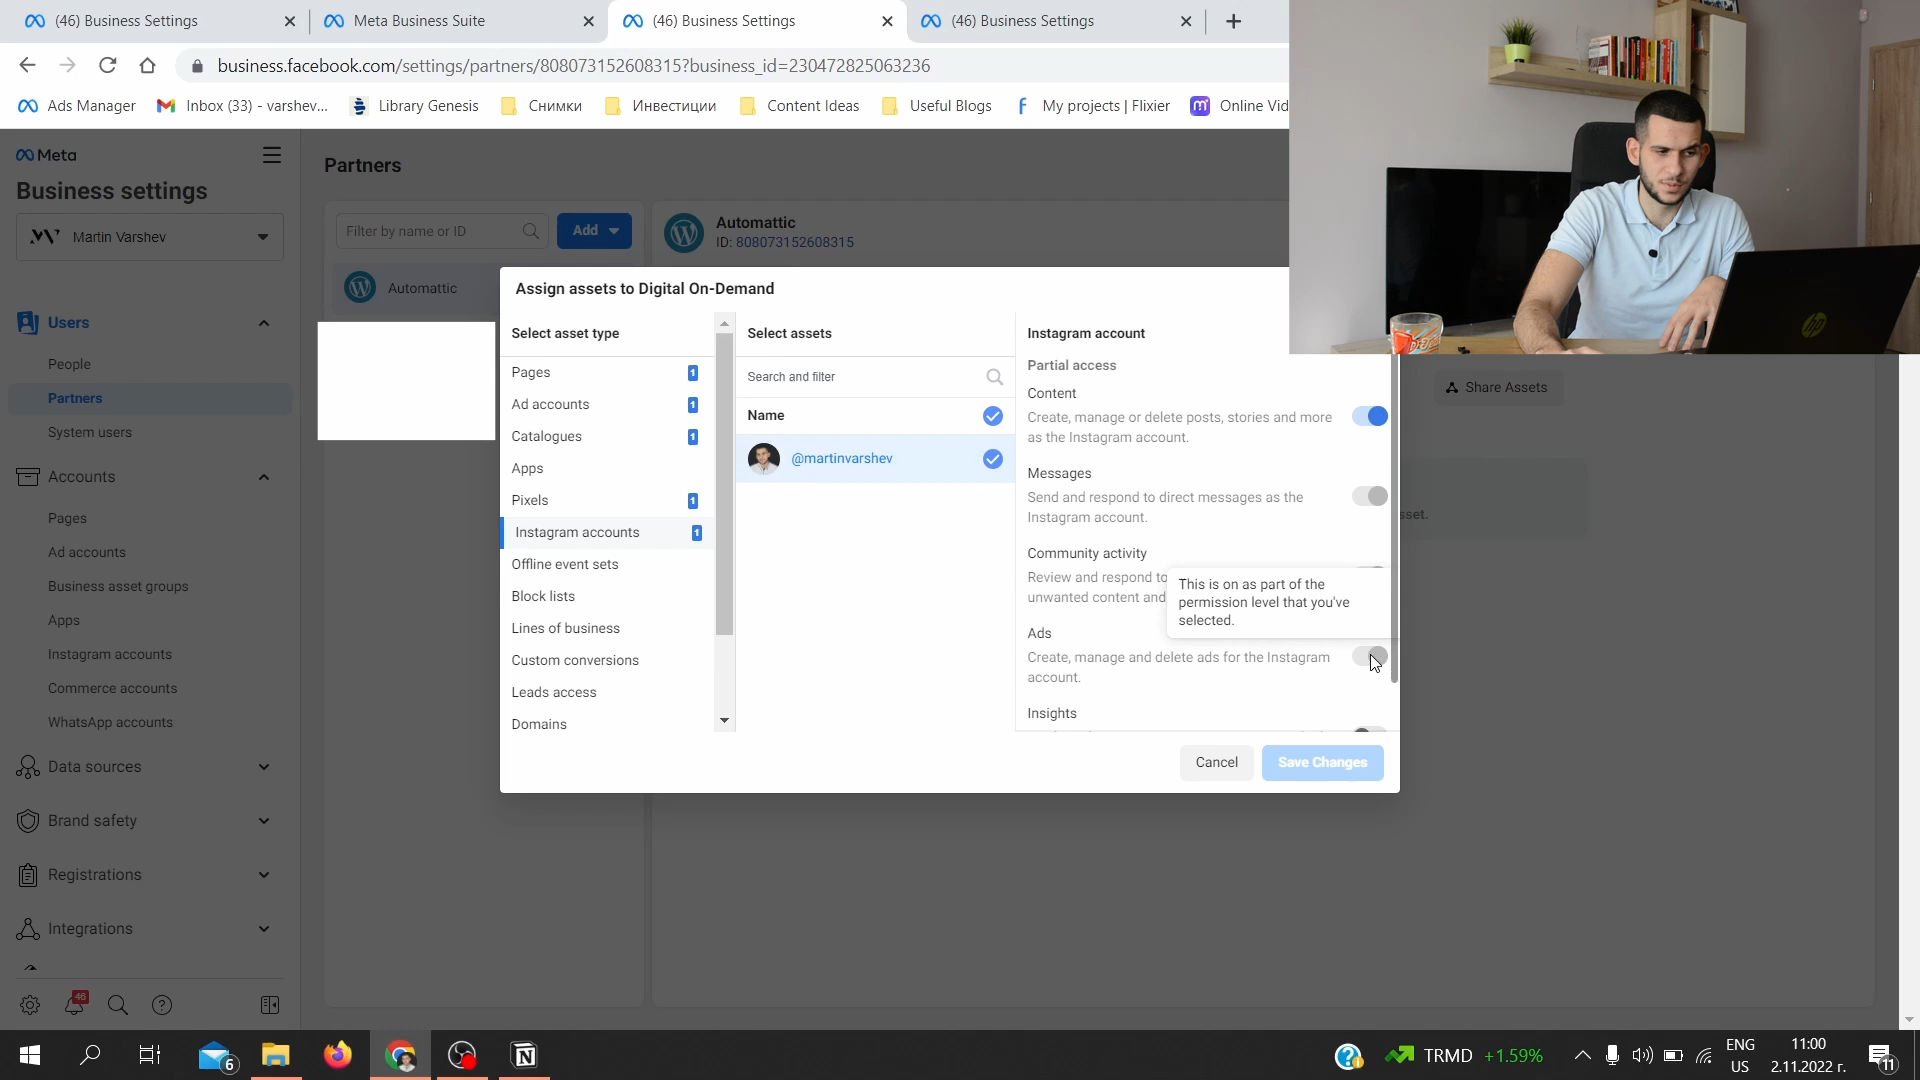 (46) Business Settings
Meta Business Suite
(46) Business Settings
(46) Business Settings
business.facebook.com/settings/partners/808073152608315?business_id=230472825063236
Ads Manager
Inbox (33) - varshev...
Library Genesis
Снимки
Инвестиции
Content Ideas
Useful Blogs
My projects | Flixier
Online Vid
Meta
Business settings
Martin Varshev
Users
People
Partners
System users
Accounts
Pages
Ad accounts
Business asset groups
Apps
Instagram accounts
Commerce accounts
WhatsApp accounts
Data sources
Brand safety
Registrations
Integrations
46
Partners
Filter by name or ID
Add
Automattic
Automattic
ID: 808073152608315
Share Assets
sset.
Assign assets to Digital On-Demand
Select asset type
Pages 1
Ad accounts 1
Catalogues 1
Apps
Pixels 1
Instagram accounts 1
Offline event sets
Block lists
Lines of business
Custom conversions
Leads access
Domains
Select assets
Search and filter
Name
@martinvarshev
Instagram account
Partial access
Content
Create, manage or delete posts, stories and more
as the Instagram account.
Messages
Send and respond to direct messages as the
Instagram account.
Community activity
Review and respond to
unwanted content and
This is on as part of the
permission level that you've
selected.
Ads
Create, manage and delete ads for the Instagram
account.
Insights
Cancel
Save Changes
hp
6
TRMD +1.59%
ENG
US
11:00
2.11.2022 г.
11